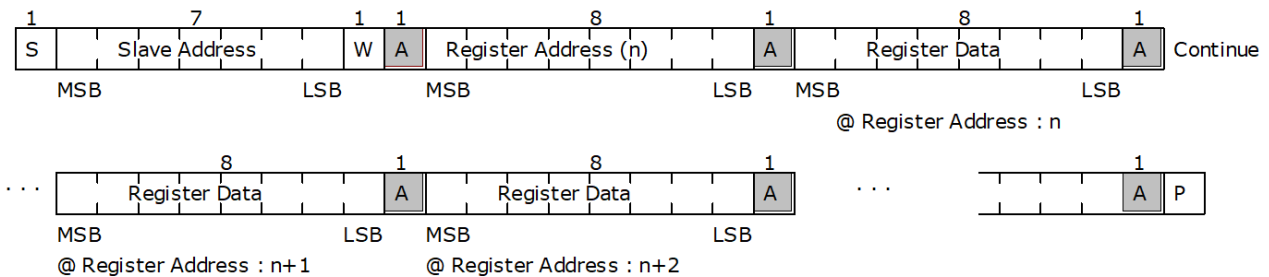 1 7 1 1 8 1 8 1
S Slave Address W A Register Address (n) A Register Data A Continue
MSB LSB MSB LSB MSB LSB
@ Register Address : n
8 1 8 1 1
. . . Register Data A Register Data A . . . A P
MSB LSB MSB LSB
@ Register Address : n+1 @ Register Address : n+2